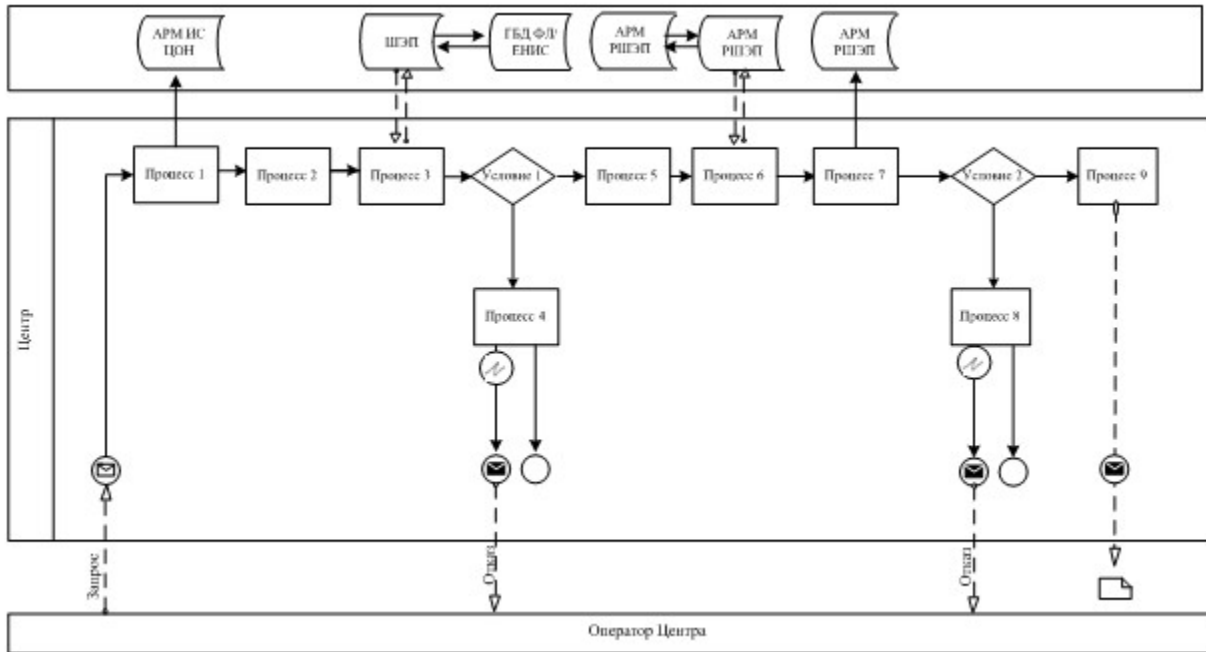 АРМ ИС
ЦОН
ШЭП
ГБД ФЛ/
ЕНИС
АРМ
РШЭП
АРМ
РШЭП
АРМ
РШЭП
Центр
Процесс 1
Процесс 2
Процесс 3
Условие 1
Процесс 5
Процесс 6
Процесс 7
Условие 2
Процесс 9
Процесс 4
Процесс 8
Запрос
Отказ
Отказ
Оператор Центра